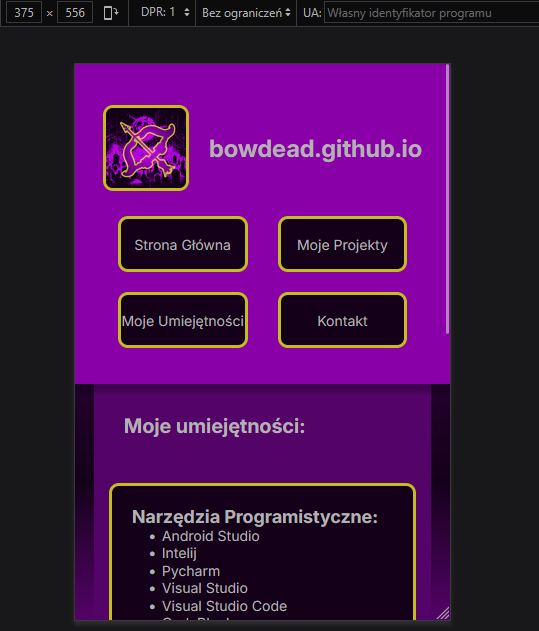 375 × 556 DPR: 1 Bez ograniczeń UA: Własny identyfikator programu
bowdead.github.io
Strona Główna Moje Projekty
Moje Umiejętności Kontakt
Moje umiejętności:
Narzędzia Programistyczne:
• Android Studio
• Intelij
• Pycharm
• Visual Studio
• Visual Studio Code